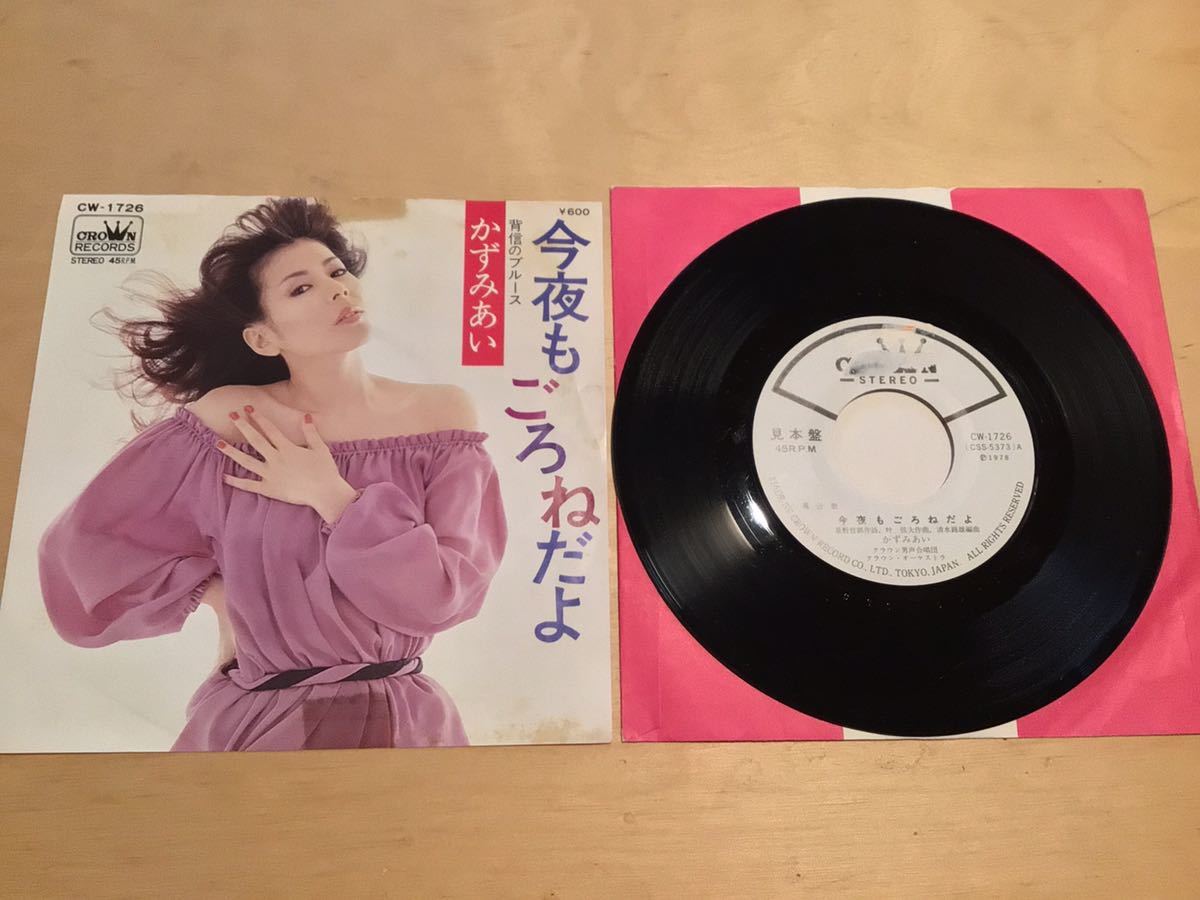 CW-1726
CROWN
RECORDS
STEREO 45R.P.M.
¥600
今夜もごろねだよ
背信のブルース
かずみあい
STEREO
見本盤
45R.P.M
CW-1726
(CSS-5373)A
Ⓟ1978
今夜もごろねだよ
かずみあい
クラウン男声合唱団
クラウン・オーケストラ
CROWN RECORD CO., LTD. TOKYO, JAPAN. ALL RIGHTS RESERVED